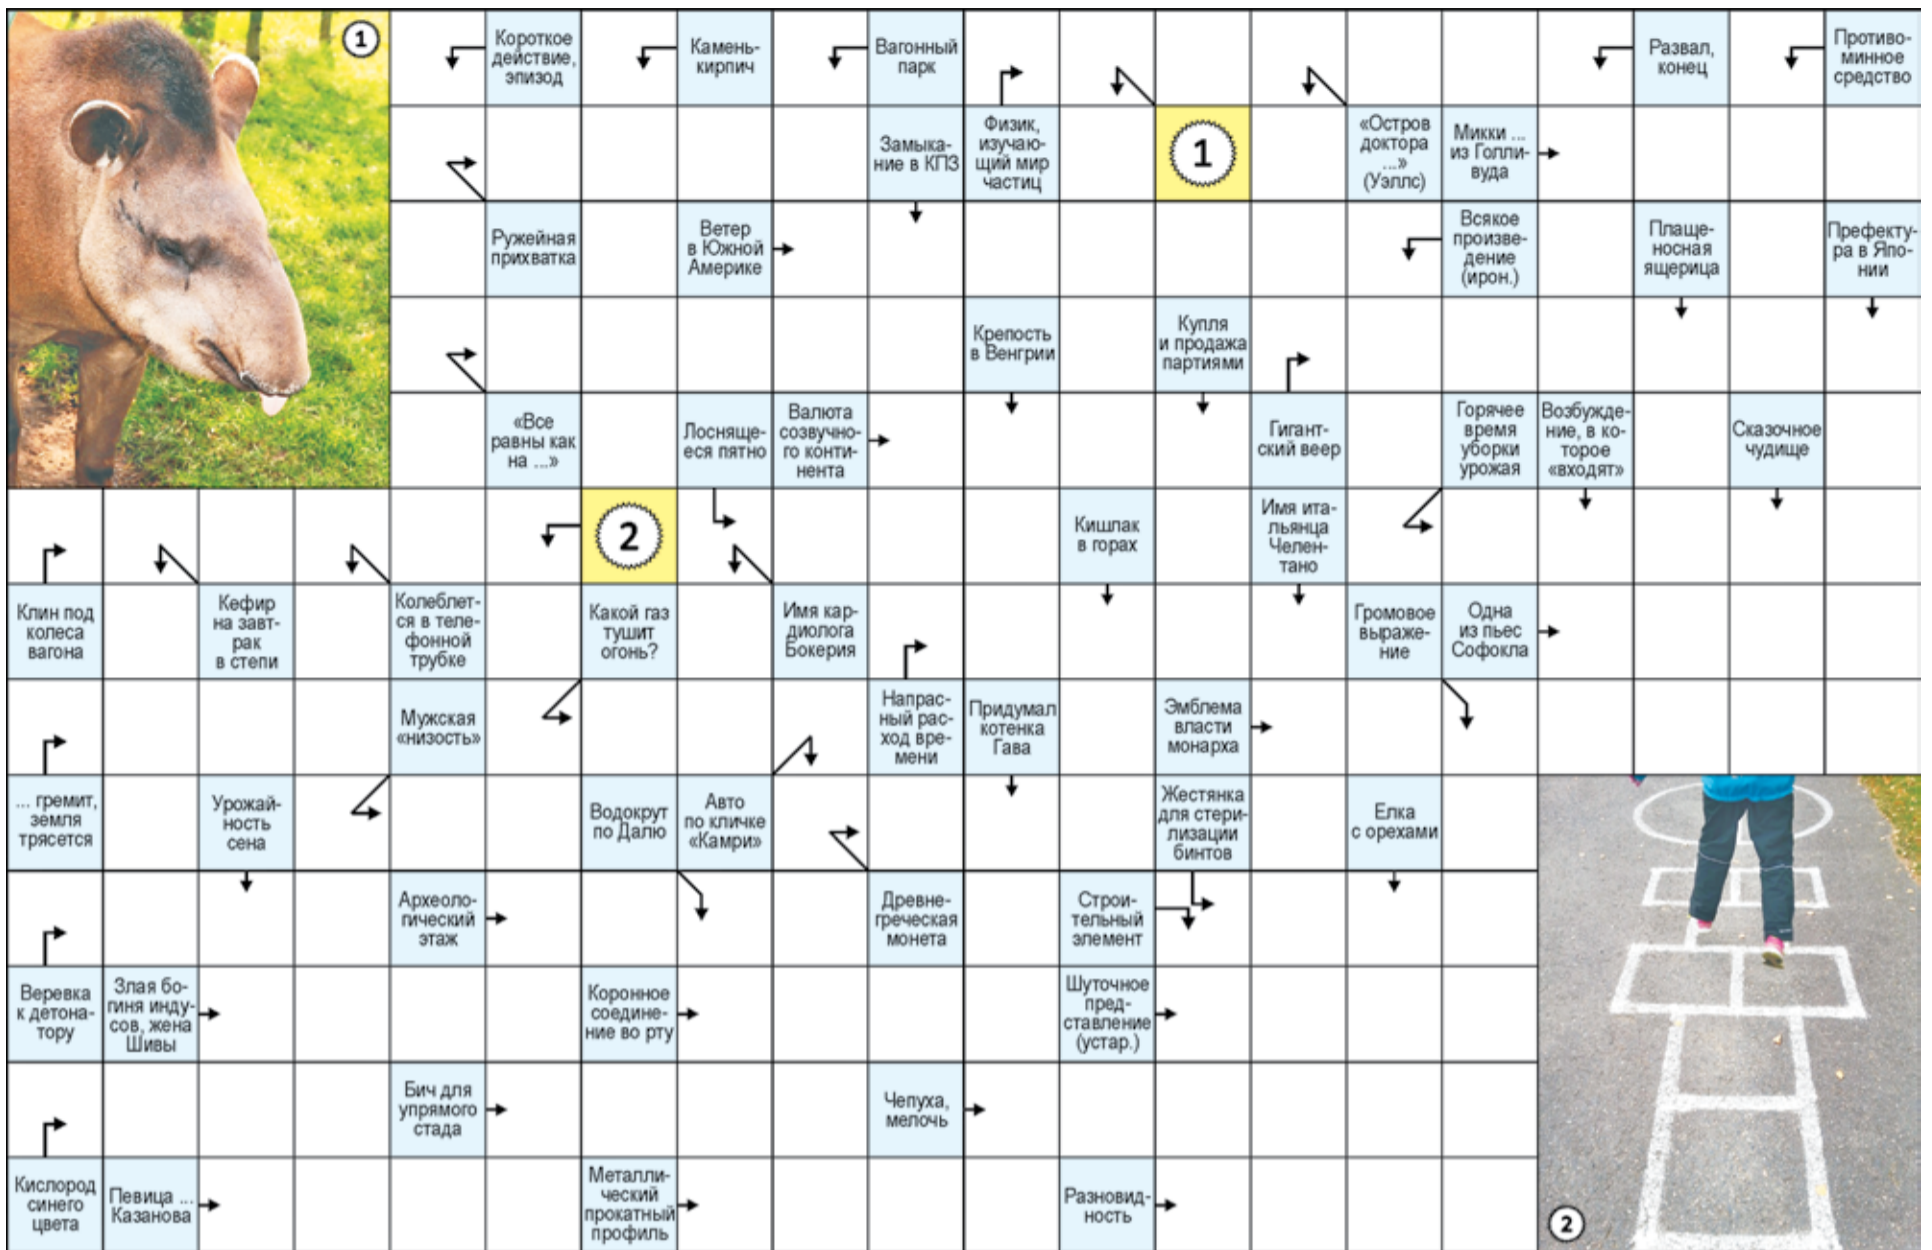 1
Короткое
действие,
эпизод
Камень-
кирпич
Вагонный
парк
Развал,
конец
Противо-
минное
средство
Замыка-
ние в КПЗ
Физик,
изучаю-
щий мир
частиц
1
«Остров
доктора
...»
(Уэллс)
Микки ...
из Голли-
вуда
Ружейная
прихватка
Ветер
в Южной
Америке
Всякое
произве-
дение
(ирон.)
Плаще-
носная
ящерица
Префекту-
ра в Япо-
нии
Крепость
в Венгрии
Купля
и продажа
партиями
«Все
равны как
на ...»
Лосняще-
еся пятно
Валюта
созвучно-
го конти-
нента
Гигант-
ский веер
Горячее
время
уборки
урожая
Возбужде-
ние, в ко-
торое
«входят»
Сказочное
чудище
2
Кишлак
в горах
Имя ита-
льянца
Челен-
тано
Клин под
колеса
вагона
Кефир
на завт-
рак
в степи
Колеблет-
ся в теле-
фонной
трубке
Какой газ
тушит
огонь?
Имя кар-
диолога
Бокерия
Громовое
выраже-
ние
Одна
из пьес
Софокла
Мужская
«низость»
Напрас-
ный рас-
ход вре-
мени
Придумал
котенка
Гава
Эмблема
власти
монарха
... гремит,
земля
трясется
Урожай-
ность
сена
Водокрут
по Далю
Авто
по кличке
«Камри»
Жестянка
для стери-
лизации
бинтов
Елка
с орехами
Археоло-
гический
этаж
Древне-
греческая
монета
Строи-
тельный
элемент
Веревка
к детона-
тору
Злая бо-
гиня инду-
сов, жена
Шивы
Коронное
соедине-
ние во рту
Шуточное
пред-
ставление
(устар.)
Бич для
упрямого
стада
Чепуха,
мелочь
Кислород
синего
цвета
Певица ...
Казанова
Металли-
ческий
прокатный
профиль
Разновид-
ность
2